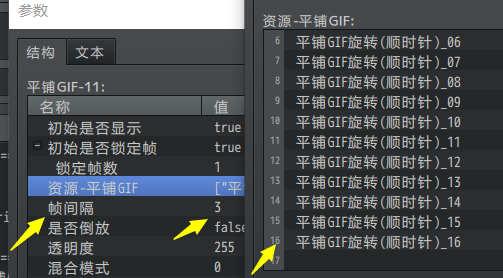 参数
结构 文本
平铺GIF-11:
名称 值
初始是否显示 true
初始是否锁定帧 true
锁定帧数 1
资源-平铺GIF ["平
帧间隔 3
是否倒放 false
透明度 255
混合模式 0
资源-平铺GIF:
6 平铺GIF旋转(顺时针)_06
7 平铺GIF旋转(顺时针)_07
8 平铺GIF旋转(顺时针)_08
9 平铺GIF旋转(顺时针)_09
10 平铺GIF旋转(顺时针)_10
11 平铺GIF旋转(顺时针)_11
12 平铺GIF旋转(顺时针)_12
13 平铺GIF旋转(顺时针)_13
14 平铺GIF旋转(顺时针)_14
15 平铺GIF旋转(顺时针)_15
16 平铺GIF旋转(顺时针)_16
17